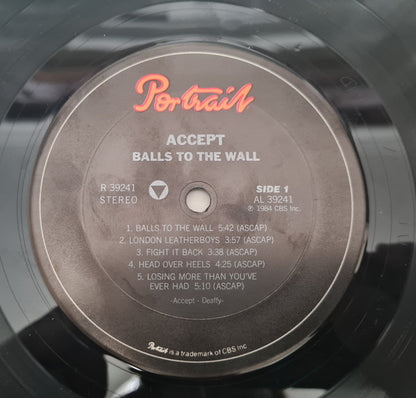 Portrait
ACCEPT
BALLS TO THE WALL
R 39241
STEREO
SIDE 1
AL 39241
℗ 1984 CBS Inc.
1. BALLS TO THE WALL 5:42 (ASCAP)
2. LONDON LEATHERBOYS 3:57 (ASCAP)
3. FIGHT IT BACK 3:38 (ASCAP)
4. HEAD OVER HEELS 4:25 (ASCAP)
5. LOSING MORE THAN YOU'VE
EVER HAD 5:10 (ASCAP)
-Accept - Deaffy-
Portrait is a trademark of CBS Inc